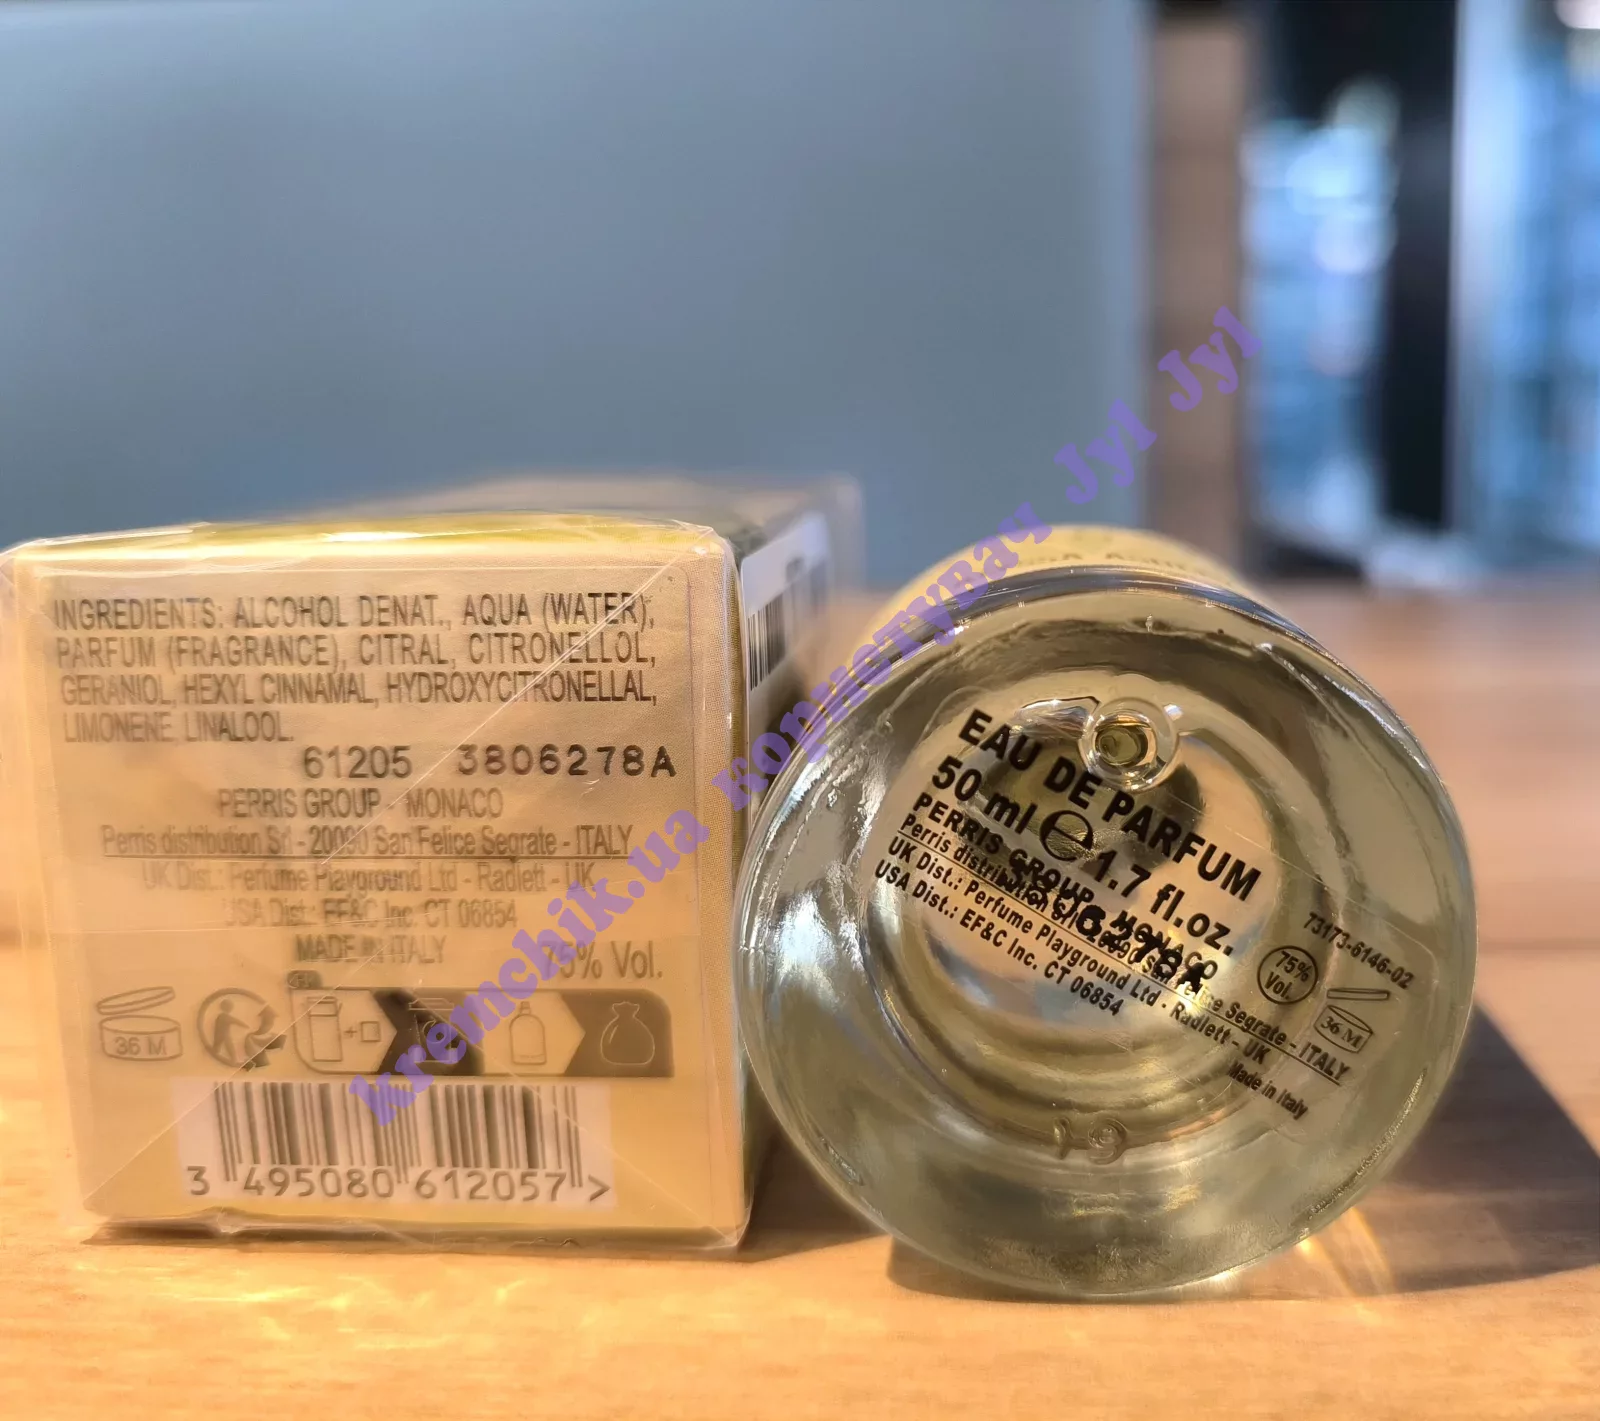 INGREDIENTS: ALCOHOL DENAT., AQUA (WATER),
PARFUM (FRAGRANCE), CITRAL, CITRONELLOL,
GERANIOL, HEXYL CINNAMAL, HYDROXYCITRONELLAL,
LIMONENE, LINALOOL.
61205 3806278A
PERRIS GROUP - MONACO
Perris distribution Srl - 20090 San Felice Segrate - ITALY
UK Dist.: Perfume Playground Ltd - Radlett - UK
USA Dist.: EF&C Inc. CT 06854
MADE IN ITALY 75% Vol.
36 M
3 495080 612057 >
EAU DE PARFUM
50 ml e 1.7 fl.oz.
PERRIS GROUP - MONACO
Perris distribution Srl - 20090 San Felice Segrate - ITALY
UK Dist.: Perfume Playground Ltd - Radlett - UK
USA Dist.: EF&C Inc. CT 06854
Made in Italy
73173-6146-02
75%
Vol.
36 M
kremchik.ua користувач Jyl Jyl